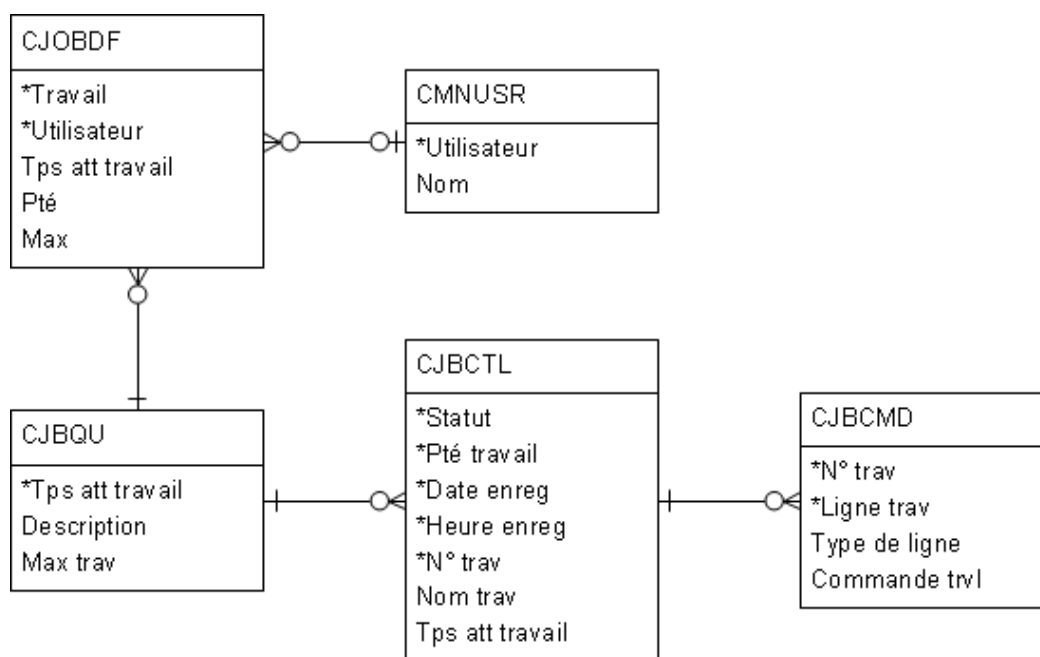 CJOBDF
*Travail
*Utilisateur
Tps att travail
Pté
Max
CMNUSR
*Utilisateur
Nom
CJBQU
*Tps att travail
Description
Max trav
CJBCTL
*Statut
*Pté travail
*Date enreg
*Heure enreg
*N° trav
Nom trav
Tps att travail
CJBCMD
*N° trav
*Ligne trav
Type de ligne
Commande trvl